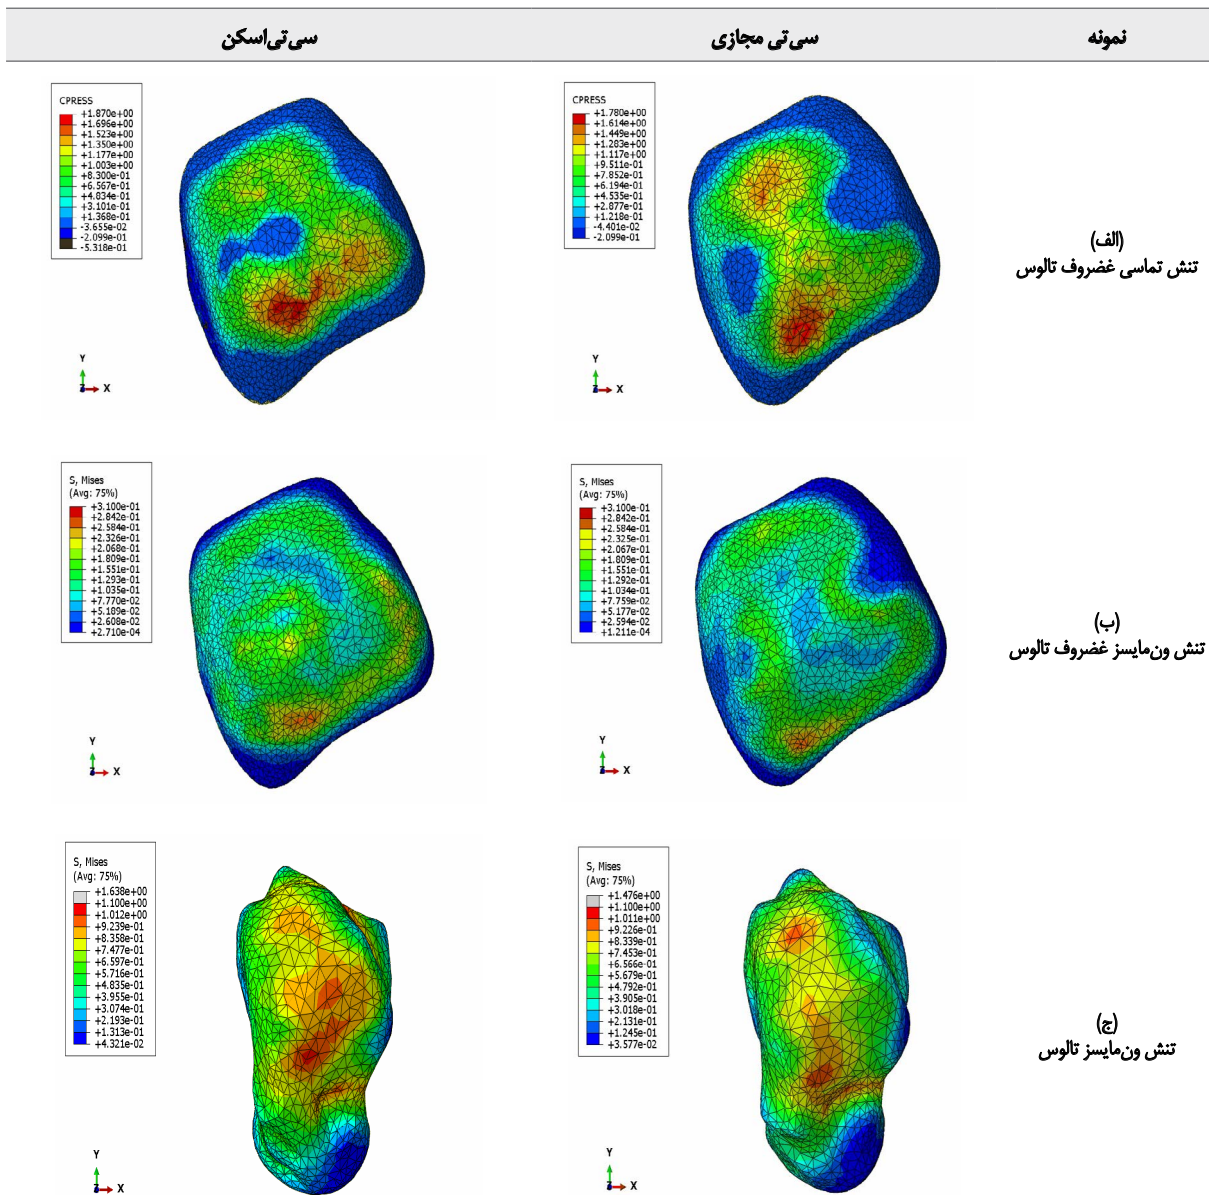 نمونه	سی‌تی مجازی	سی‌تی‌اسکن
(الف)
تنش تماسی غضروف تالوس
CPRESS
+1.780e+00
+1.614e+00
+1.449e+00
+1.283e+00
+1.117e+00
+9.511e-01
+7.852e-01
+6.194e-01
+4.535e-01
+2.877e-01
+1.218e-01
-4.401e-02
-2.099e-01
Y
Z X
CPRESS
+1.870e+00
+1.696e+00
+1.523e+00
+1.350e+00
+1.177e+00
+1.003e+00
+8.300e-01
+6.567e-01
+4.834e-01
+3.101e-01
+1.368e-01
-3.655e-02
-2.099e-01
-5.318e-01
Y
Z X
(ب)
تنش ون‌مایسز غضروف تالوس
S, Mises
(Avg: 75%)
+3.100e-01
+2.842e-01
+2.584e-01
+2.325e-01
+2.067e-01
+1.809e-01
+1.551e-01
+1.292e-01
+1.034e-01
+7.759e-02
+5.177e-02
+2.594e-02
+1.211e-04
Y
Z X
S, Mises
(Avg: 75%)
+3.100e-01
+2.842e-01
+2.584e-01
+2.326e-01
+2.068e-01
+1.809e-01
+1.551e-01
+1.293e-01
+1.035e-01
+7.770e-02
+5.189e-02
+2.608e-02
+2.710e-04
Y
Z X
(ج)
تنش ون‌مایسز تالوس
S, Mises
(Avg: 75%)
+1.476e+00
+1.100e+00
+1.011e+00
+9.226e-01
+8.339e-01
+7.453e-01
+6.566e-01
+5.679e-01
+4.792e-01
+3.905e-01
+3.018e-01
+2.131e-01
+1.245e-01
+3.577e-02
Y
Z X
S, Mises
(Avg: 75%)
+1.638e+00
+1.100e+00
+1.012e+00
+9.239e-01
+8.358e-01
+7.477e-01
+6.597e-01
+5.716e-01
+4.835e-01
+3.955e-01
+3.074e-01
+2.193e-01
+1.313e-01
+4.321e-02
Y
Z X